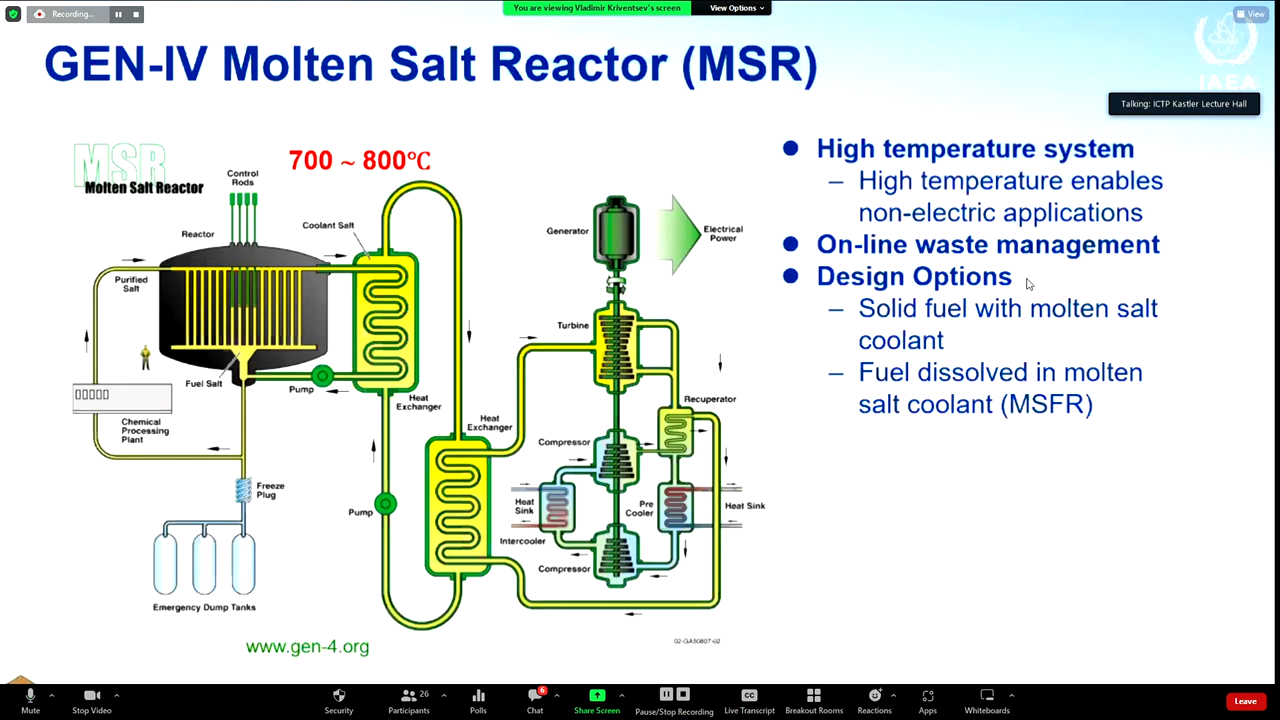 Recording...
You are viewing Vladimir Kriventsev's screen
View Options
View
GEN-IV Molten Salt Reactor (MSR)
IAEA
Talking: ICTP Kastler Lecture Hall
MSR
Molten Salt Reactor
700 ~ 800℃
Control
Rods
Reactor
Coolant Salt
Purified
Salt
Fuel Salt
Pump
Heat
Exchanger
Chemical
Processing
Plant
Freeze
Plug
Emergency Dump Tanks
Pump
Heat
Exchanger
Generator
Electrical
Power
Turbine
Recuperator
Compressor
Heat
Sink
Pre
Cooler
Heat Sink
Intercooler
Compressor
02-GA50807-02
www.gen-4.org
● High temperature system
– High temperature enables
non-electric applications
● On-line waste management
● Design Options
– Solid fuel with molten salt
coolant
– Fuel dissolved in molten
salt coolant (MSFR)
Mute
Stop Video
Security
26
Participants
Polls
6
Chat
Share Screen
Pause/Stop Recording
CC
Live Transcript
Breakout Rooms
Reactions
Apps
Whiteboards
Leave